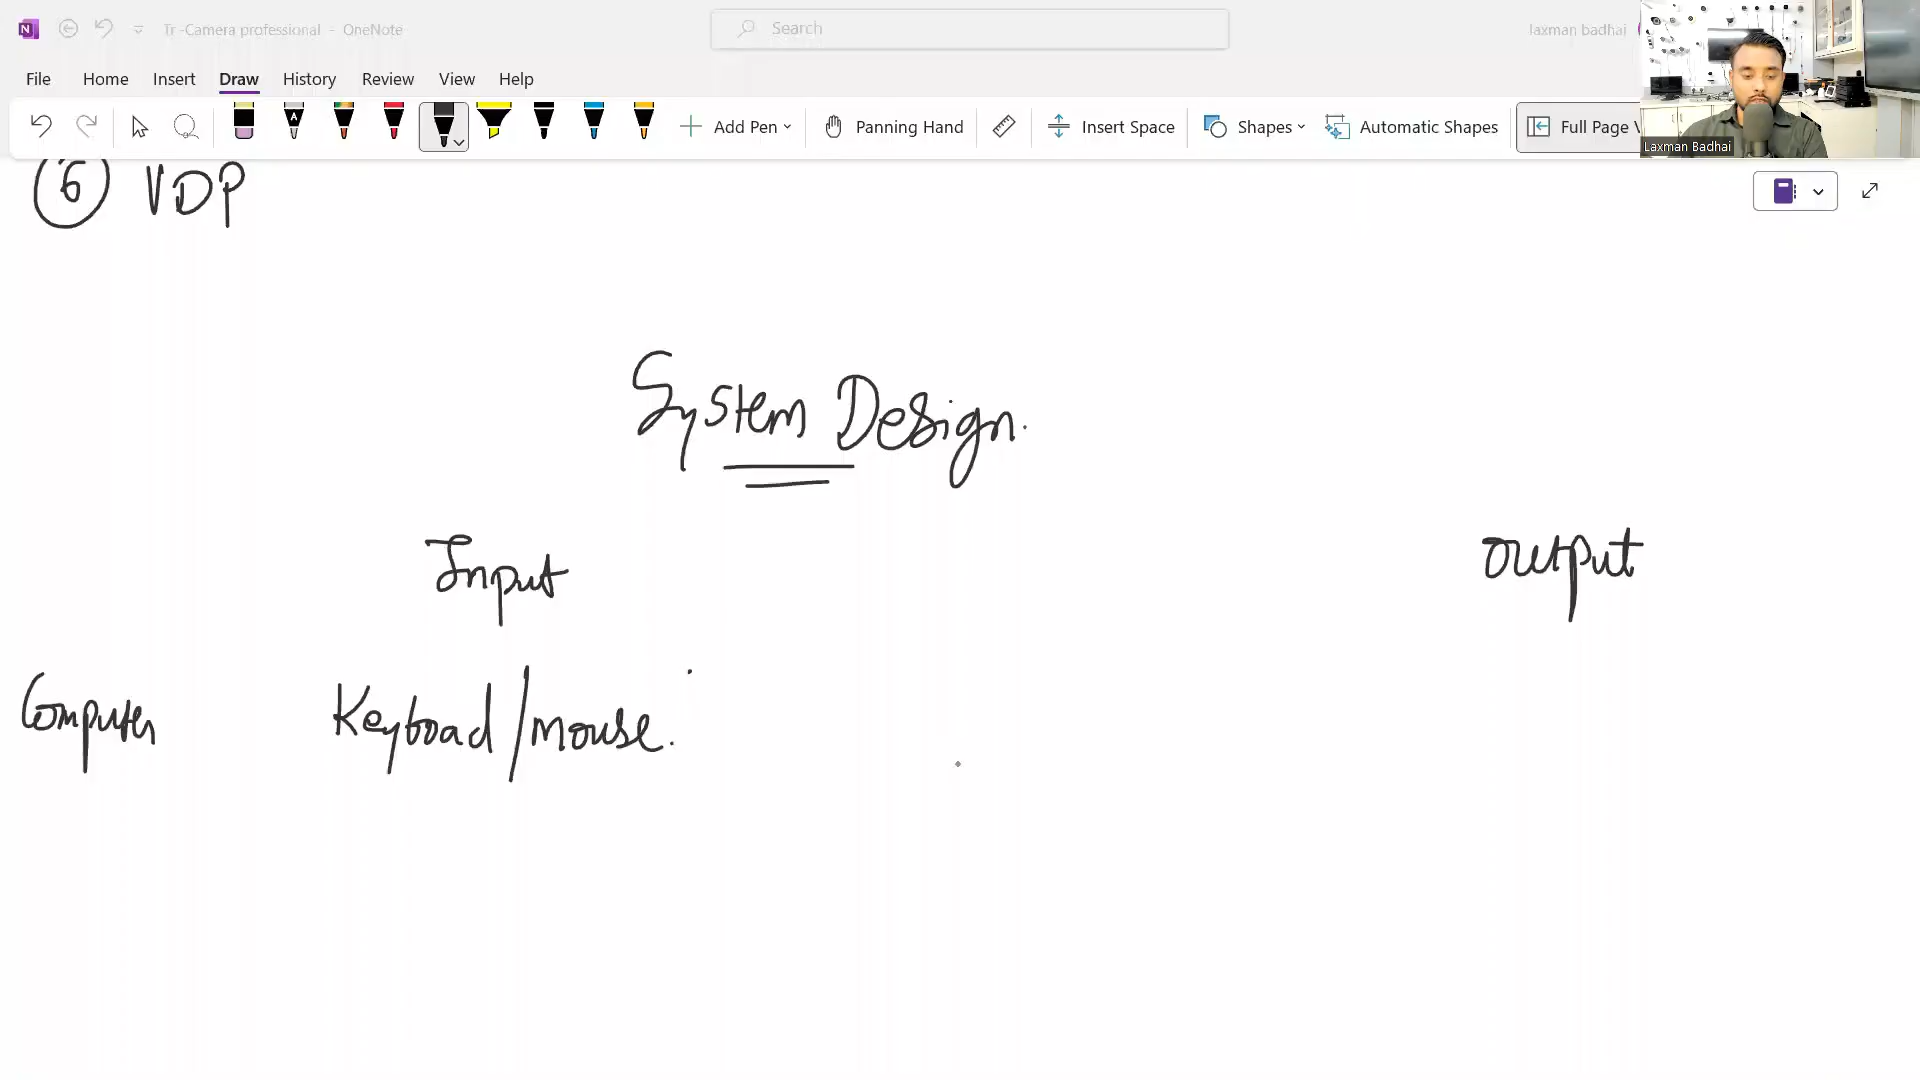 Tr -Camera professional - OneNote
Search
laxman badhai
File Home Insert Draw History Review View Help
Add Pen Panning Hand Insert Space Shapes Automatic Shapes Full Page V
Laxman Badhai
6 VDP
System Design.
Input Output
Computer Keyboad/mouse.